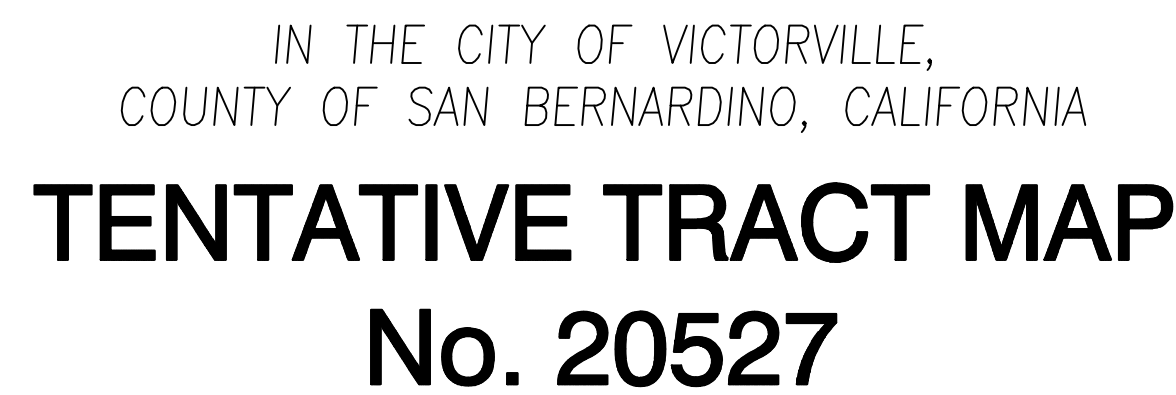 IN THE CITY OF VICTORVILLE,
COUNTY OF SAN BERNARDINO, CALIFORNIA
TENTATIVE TRACT MAP
No. 20527